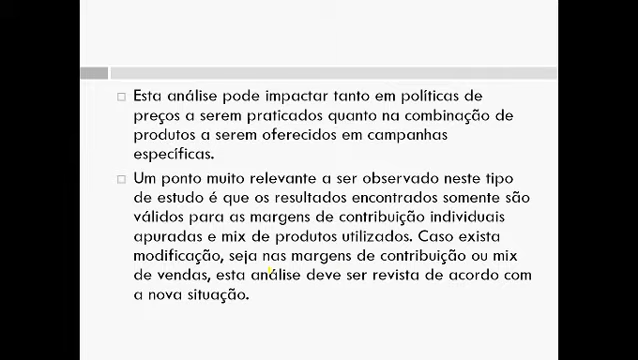 Esta análise pode impactar tanto em políticas de
preços a serem praticados quanto na combinação de
produtos a serem oferecidos em campanhas
específicas.
Um ponto muito relevante a ser observado neste tipo
de estudo é que os resultados encontrados somente são
válidos para as margens de contribuição individuais
apuradas e mix de produtos utilizados. Caso exista
modificação, seja nas margens de contribuição ou mix
de vendas, esta análise deve ser revista de acordo com
a nova situação.